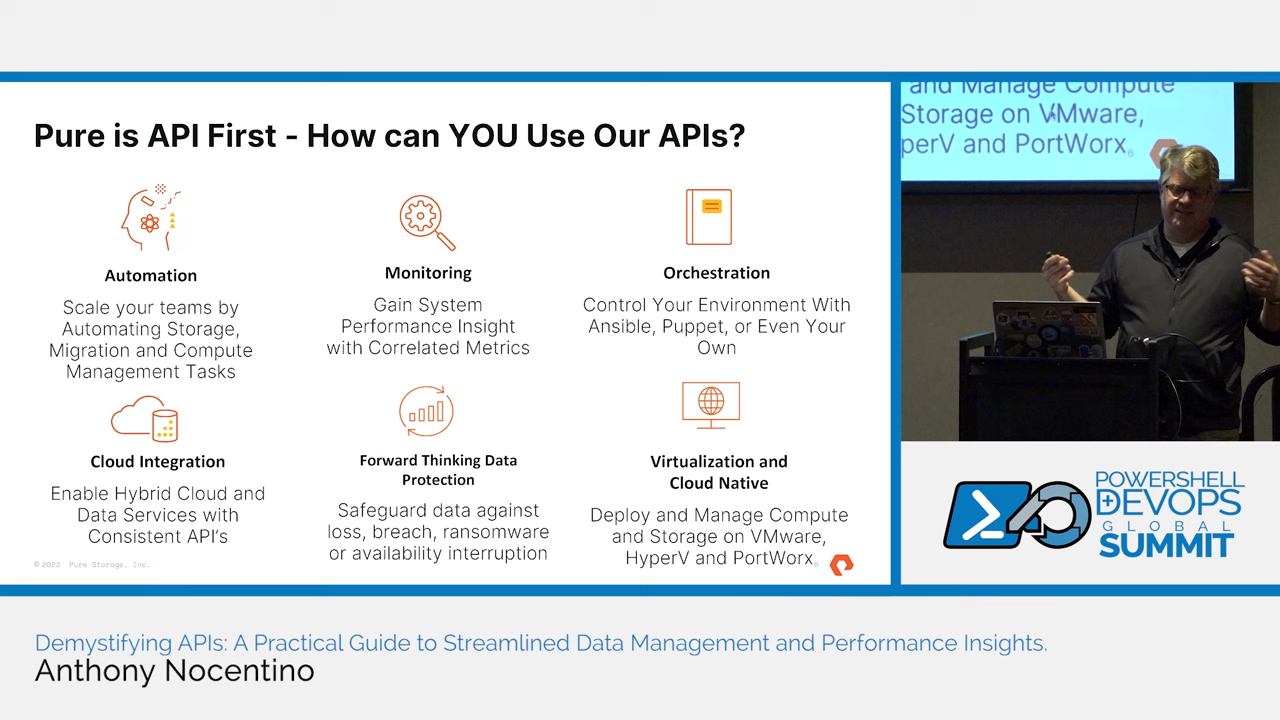 Pure is API First - How can YOU Use Our APIs?
Automation
Scale your teams by
Automating Storage,
Migration and Compute
Management Tasks
Monitoring
Gain System
Performance Insight
with Correlated Metrics
Orchestration
Control Your Environment With
Ansible, Puppet, or Even Your
Own
Cloud Integration
Enable Hybrid Cloud and
Data Services with
Consistent API's
Forward Thinking Data
Protection
Safeguard data against
loss, breach, ransomware
or availability interruption
Virtualization and
Cloud Native
Deploy and Manage Compute
and Storage on VMware,
HyperV and PortWorx
© 2023 Pure Storage, Inc.
6
and Manage Compute
Storage on VMware,
perV and PortWorx
6
POWERSHELL
+DEVOPS
GLOBAL
SUMMIT
Demystifying APIs: A Practical Guide to Streamlined Data Management and Performance Insights.
Anthony Nocentino